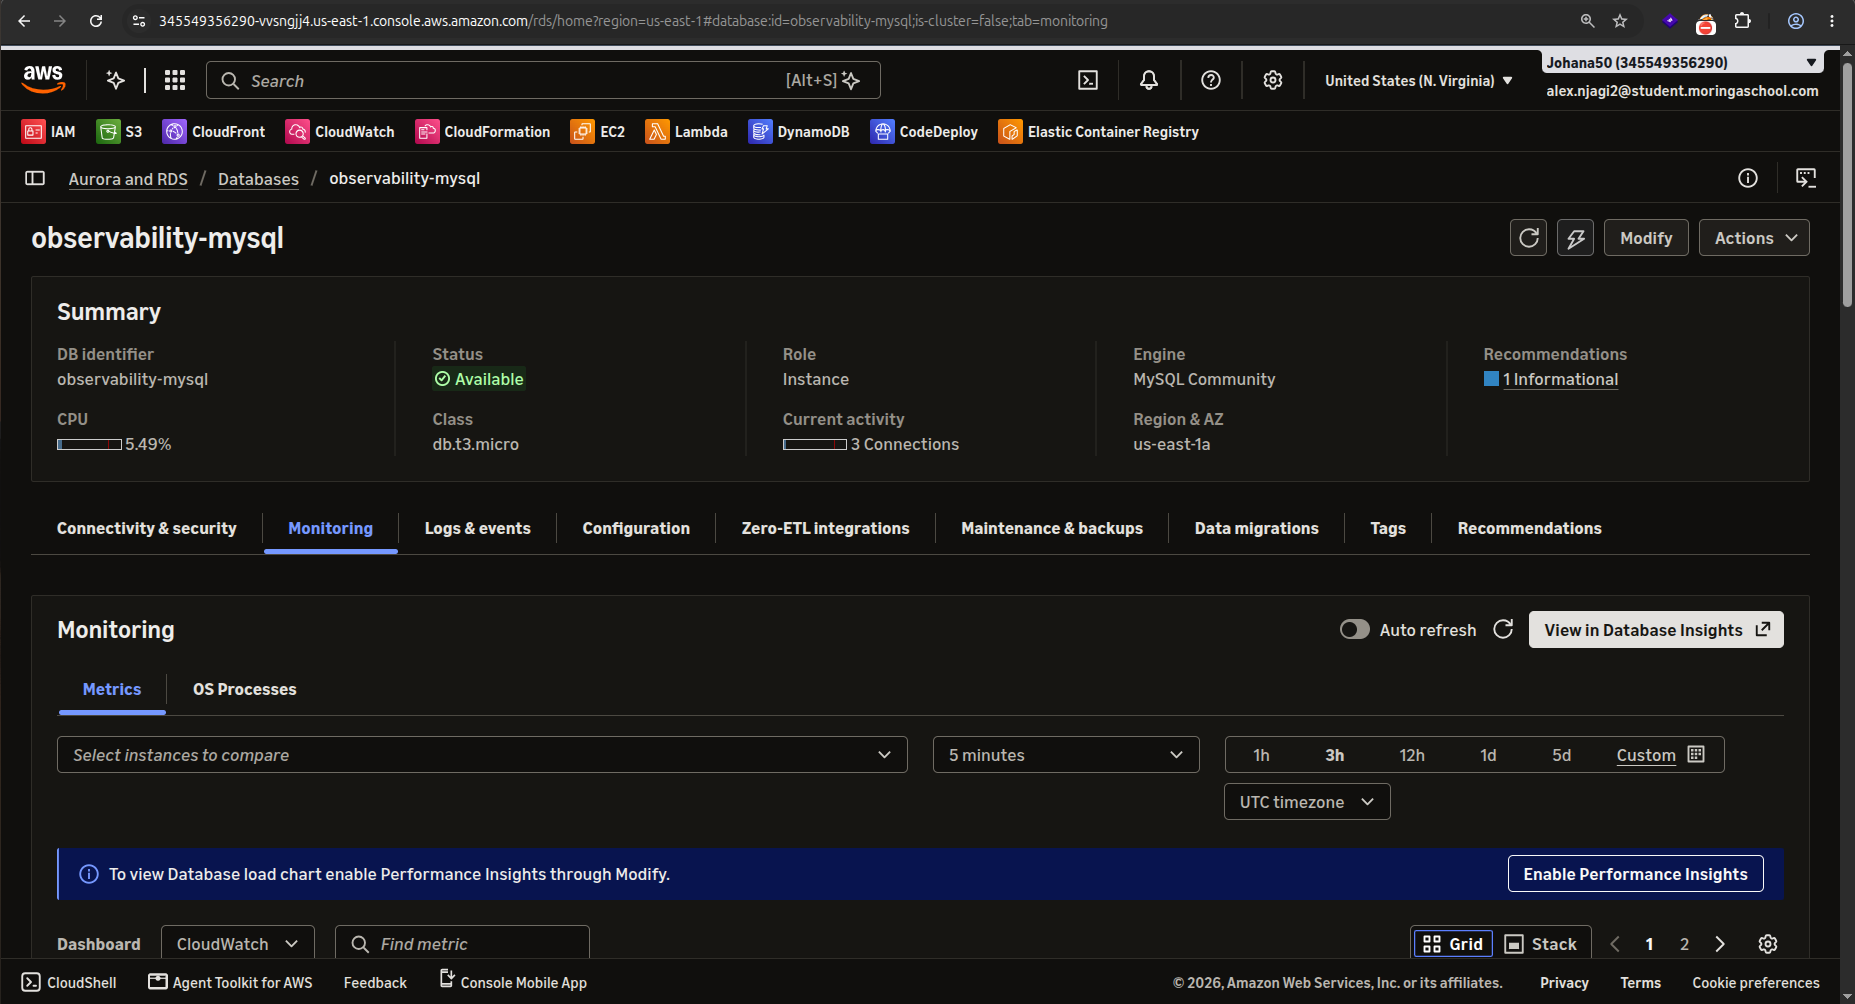 345549356290-vvsngjj4.us-east-1.console.aws.amazon.com/rds/home?region=us-east-1#database:id=observability-mysql;is-cluster=false;tab=monitoring
aws
Search [Alt+S]
United States (N. Virginia)
Johana50 (345549356290)
alex.njagi2@student.moringaschool.com
IAM S3 CloudFront CloudWatch CloudFormation EC2 Lambda DynamoDB CodeDeploy Elastic Container Registry
Aurora and RDS / Databases / observability-mysql
observability-mysql
Modify Actions
Summary
DB identifier Status Role Engine Recommendations
observability-mysql Available Instance MySQL Community 1 Informational
CPU Class Current activity Region & AZ
5.49% db.t3.micro 3 Connections us-east-1a
Connectivity & security Monitoring Logs & events Configuration Zero-ETL integrations Maintenance & backups Data migrations Tags Recommendations
Monitoring
Auto refresh View in Database Insights
Metrics OS Processes
Select instances to compare 5 minutes 1h 3h 12h 1d 5d Custom
UTC timezone
To view Database load chart enable Performance Insights through Modify. Enable Performance Insights
Dashboard CloudWatch Find metric Grid Stack 1 2
CloudShell Agent Toolkit for AWS Feedback Console Mobile App © 2026, Amazon Web Services, Inc. or its affiliates. Privacy Terms Cookie preferences